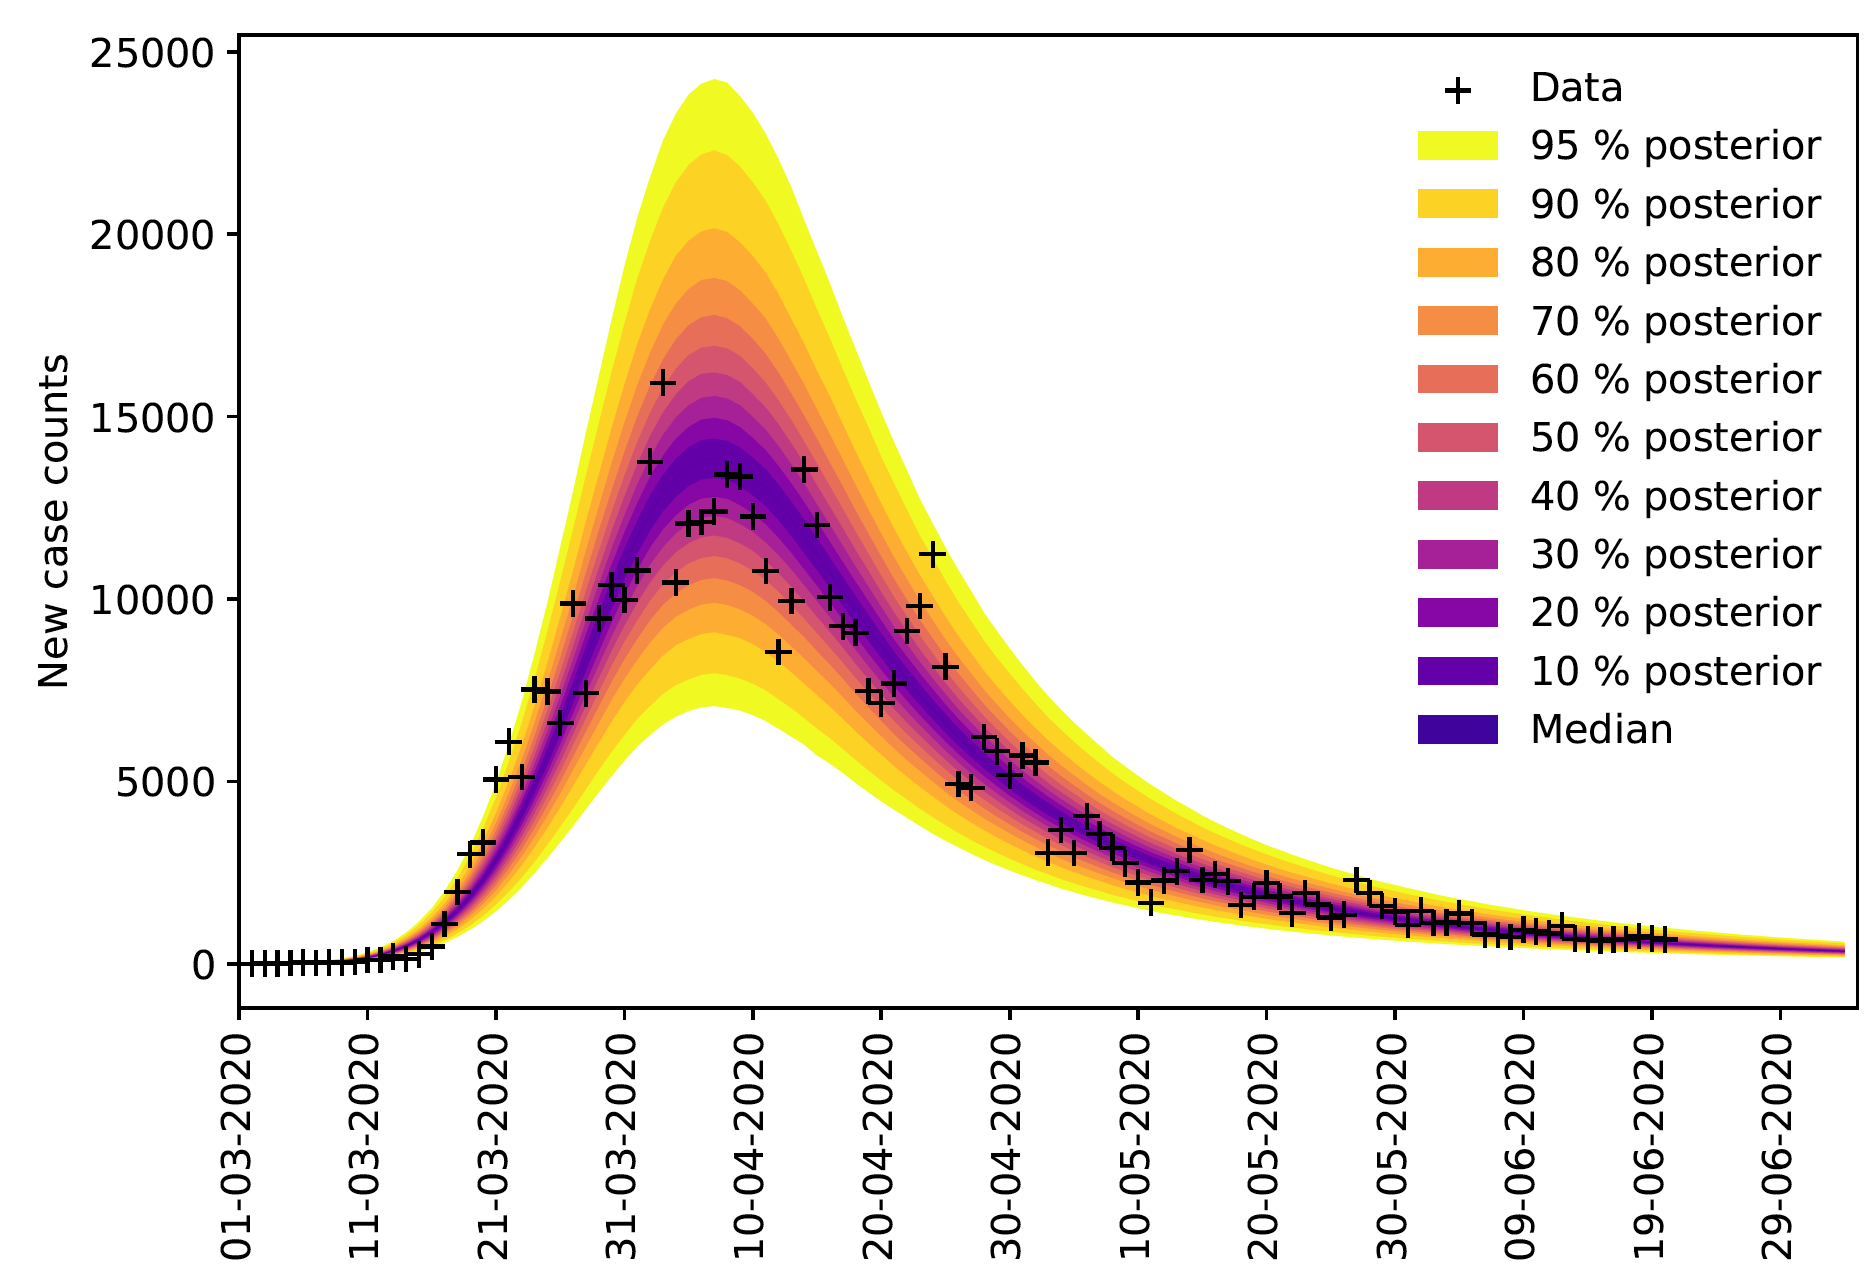 25000
20000
15000
10000
5000
0
New case counts
Data
95 % posterior
90 % posterior
80 % posterior
70 % posterior
60 % posterior
50 % posterior
40 % posterior
30 % posterior
20 % posterior
10 % posterior
Median
01-03-2020
11-03-2020
21-03-2020
31-03-2020
10-04-2020
20-04-2020
30-04-2020
10-05-2020
20-05-2020
30-05-2020
09-06-2020
19-06-2020
29-06-2020